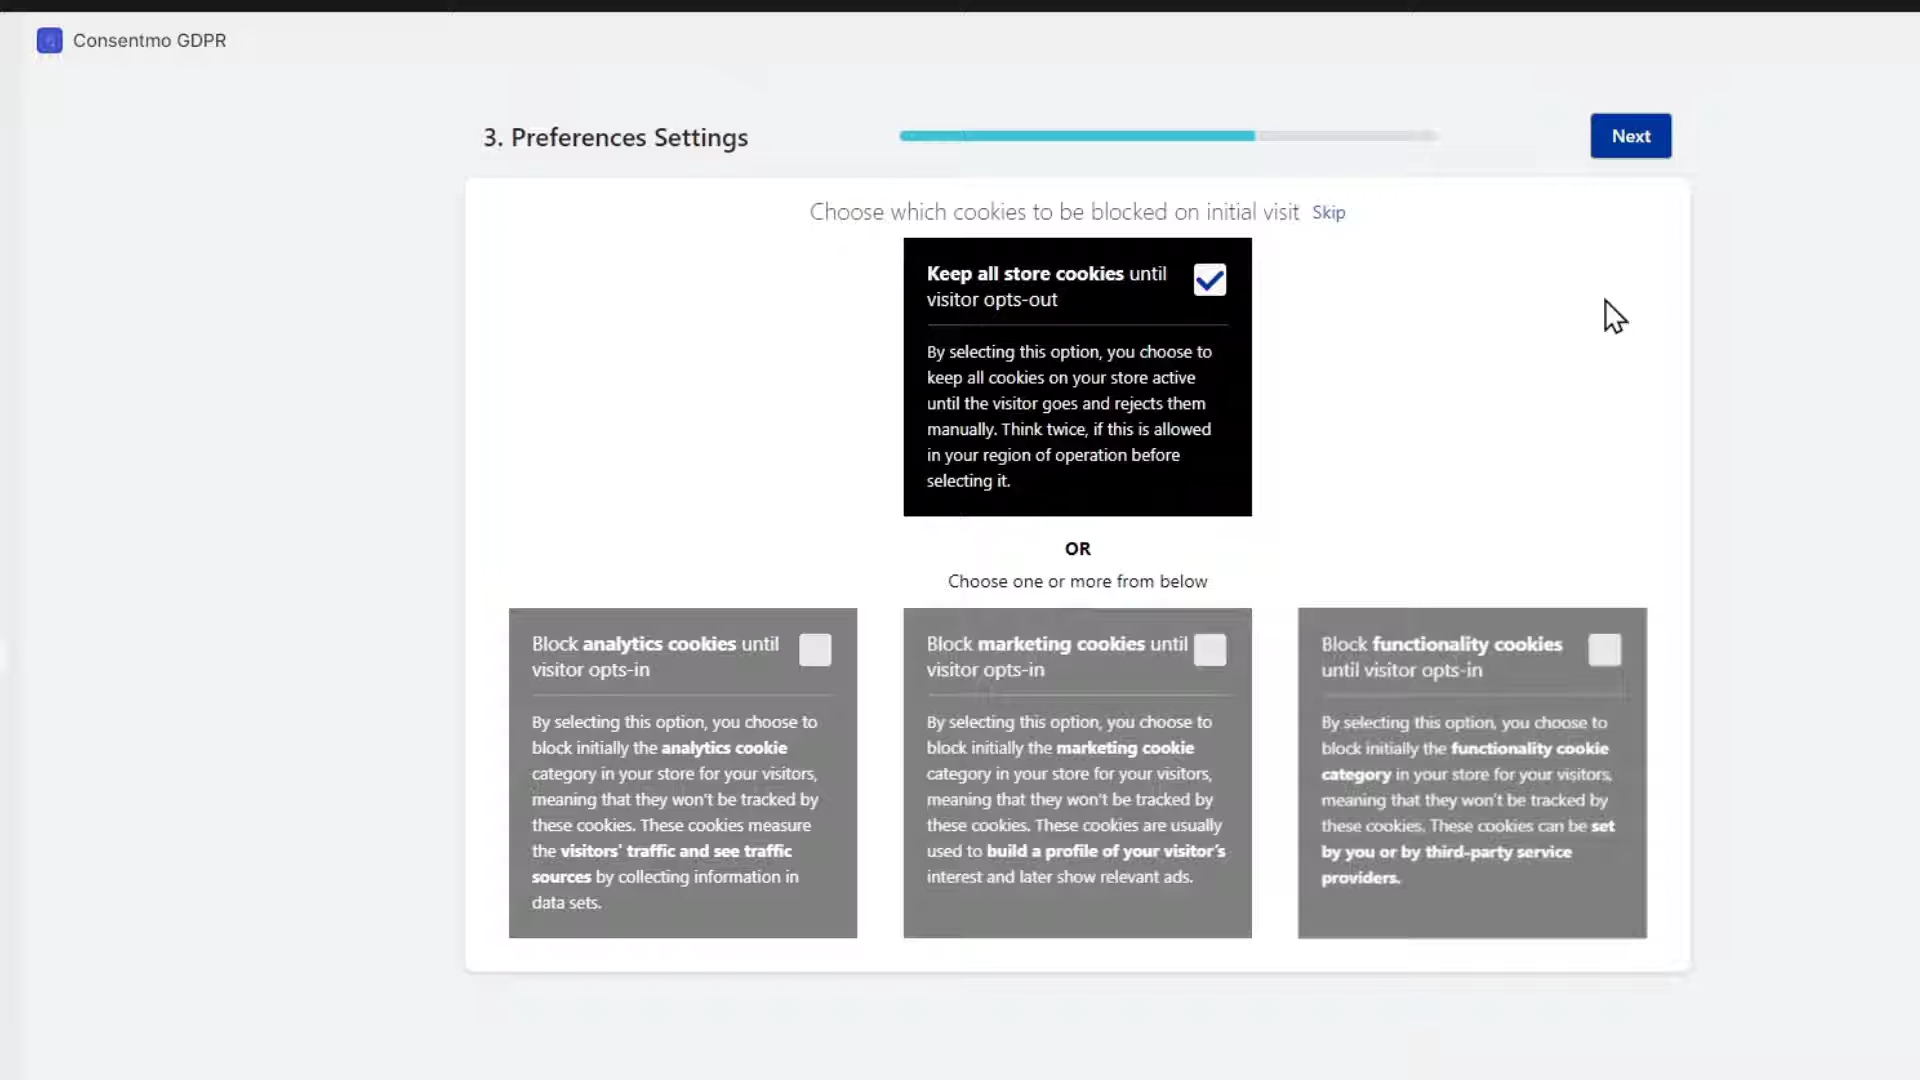 Consentmo GDPR
3. Preferences Settings
Next
Choose which cookies to be blocked on initial visit Skip
Keep all store cookies until
visitor opts-out
By selecting this option, you choose to
keep all cookies on your store active
until the visitor goes and rejects them
manually. Think twice, if this is allowed
in your region of operation before
selecting it.
OR
Choose one or more from below
Block analytics cookies until
visitor opts-in
By selecting this option, you choose to
block initially the analytics cookie
category in your store for your visitors,
meaning that they won't be tracked by
these cookies. These cookies measure
the visitors' traffic and see traffic
sources by collecting information in
data sets.
Block marketing cookies until
visitor opts-in
By selecting this option, you choose to
block initially the marketing cookie
category in your store for your visitors,
meaning that they won't be tracked by
these cookies. These cookies are usually
used to build a profile of your visitor's
interest and later show relevant ads.
Block functionality cookies
until visitor opts-in
By selecting this option, you choose to
block initially the functionality cookie
category in your store for your visitors,
meaning that they won't be tracked by
these cookies. These cookies can be set
by you or by third-party service
providers.